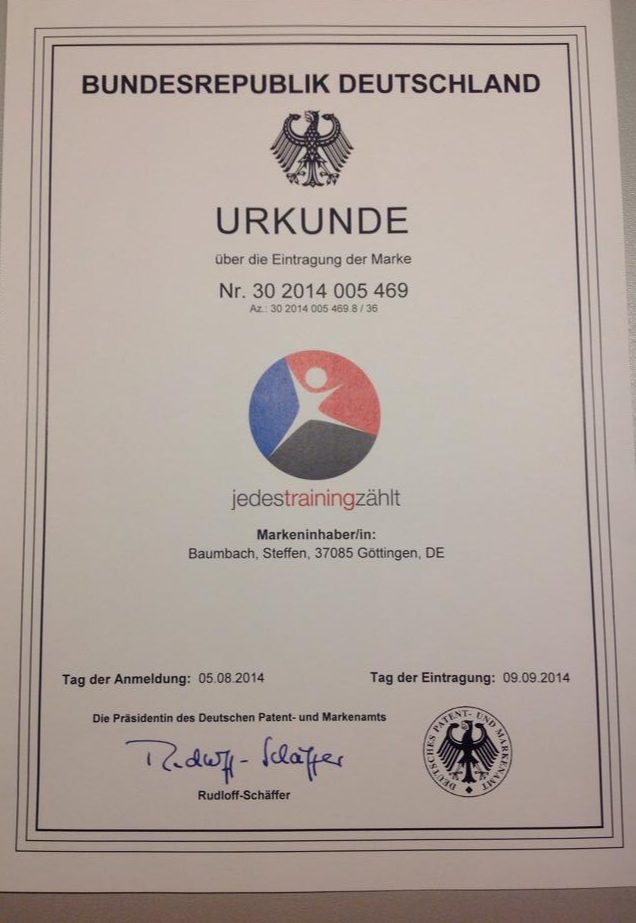 BUNDESREPUBLIK DEUTSCHLAND
URKUNDE
über die Eintragung der Marke
Nr. 30 2014 005 469
Az.: 30 2014 005 469.8 / 36
jedestrainingzählt
Markeninhaber/in:
Baumbach, Steffen, 37085 Göttingen, DE
Tag der Anmeldung: 05.08.2014
Tag der Eintragung: 09.09.2014
Die Präsidentin des Deutschen Patent- und Markenamts
Rudloff-Schäffer
Rudloff-Schäffer
DEUTSCHES PATENT- UND MARKENAMT